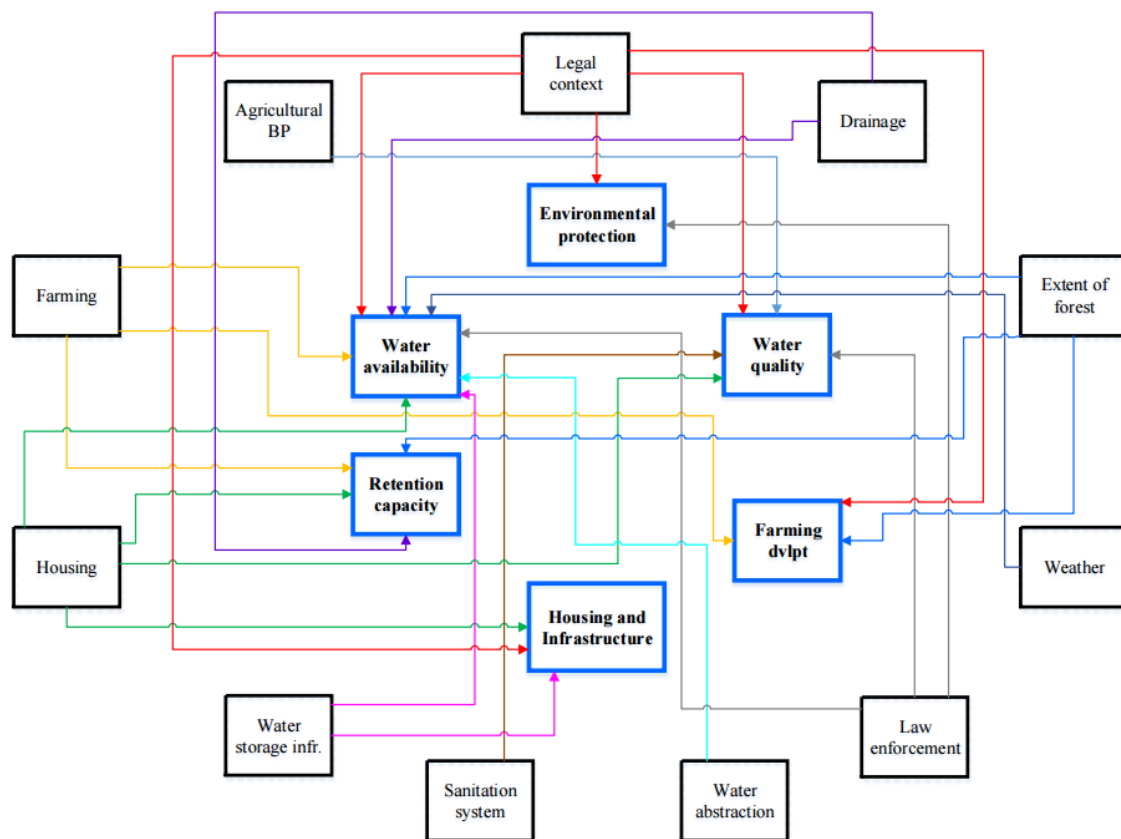 Legal
context
Agricultural
BP
Drainage
Environmental
protection
Farming
Extent of
forest
Water
availability
Water
quality
Retention
capacity
Farming
dvlpt
Housing
Weather
Housing and
Infrastructure
Water
storage infr.
Law
enforcement
Sanitation
system
Water
abstraction